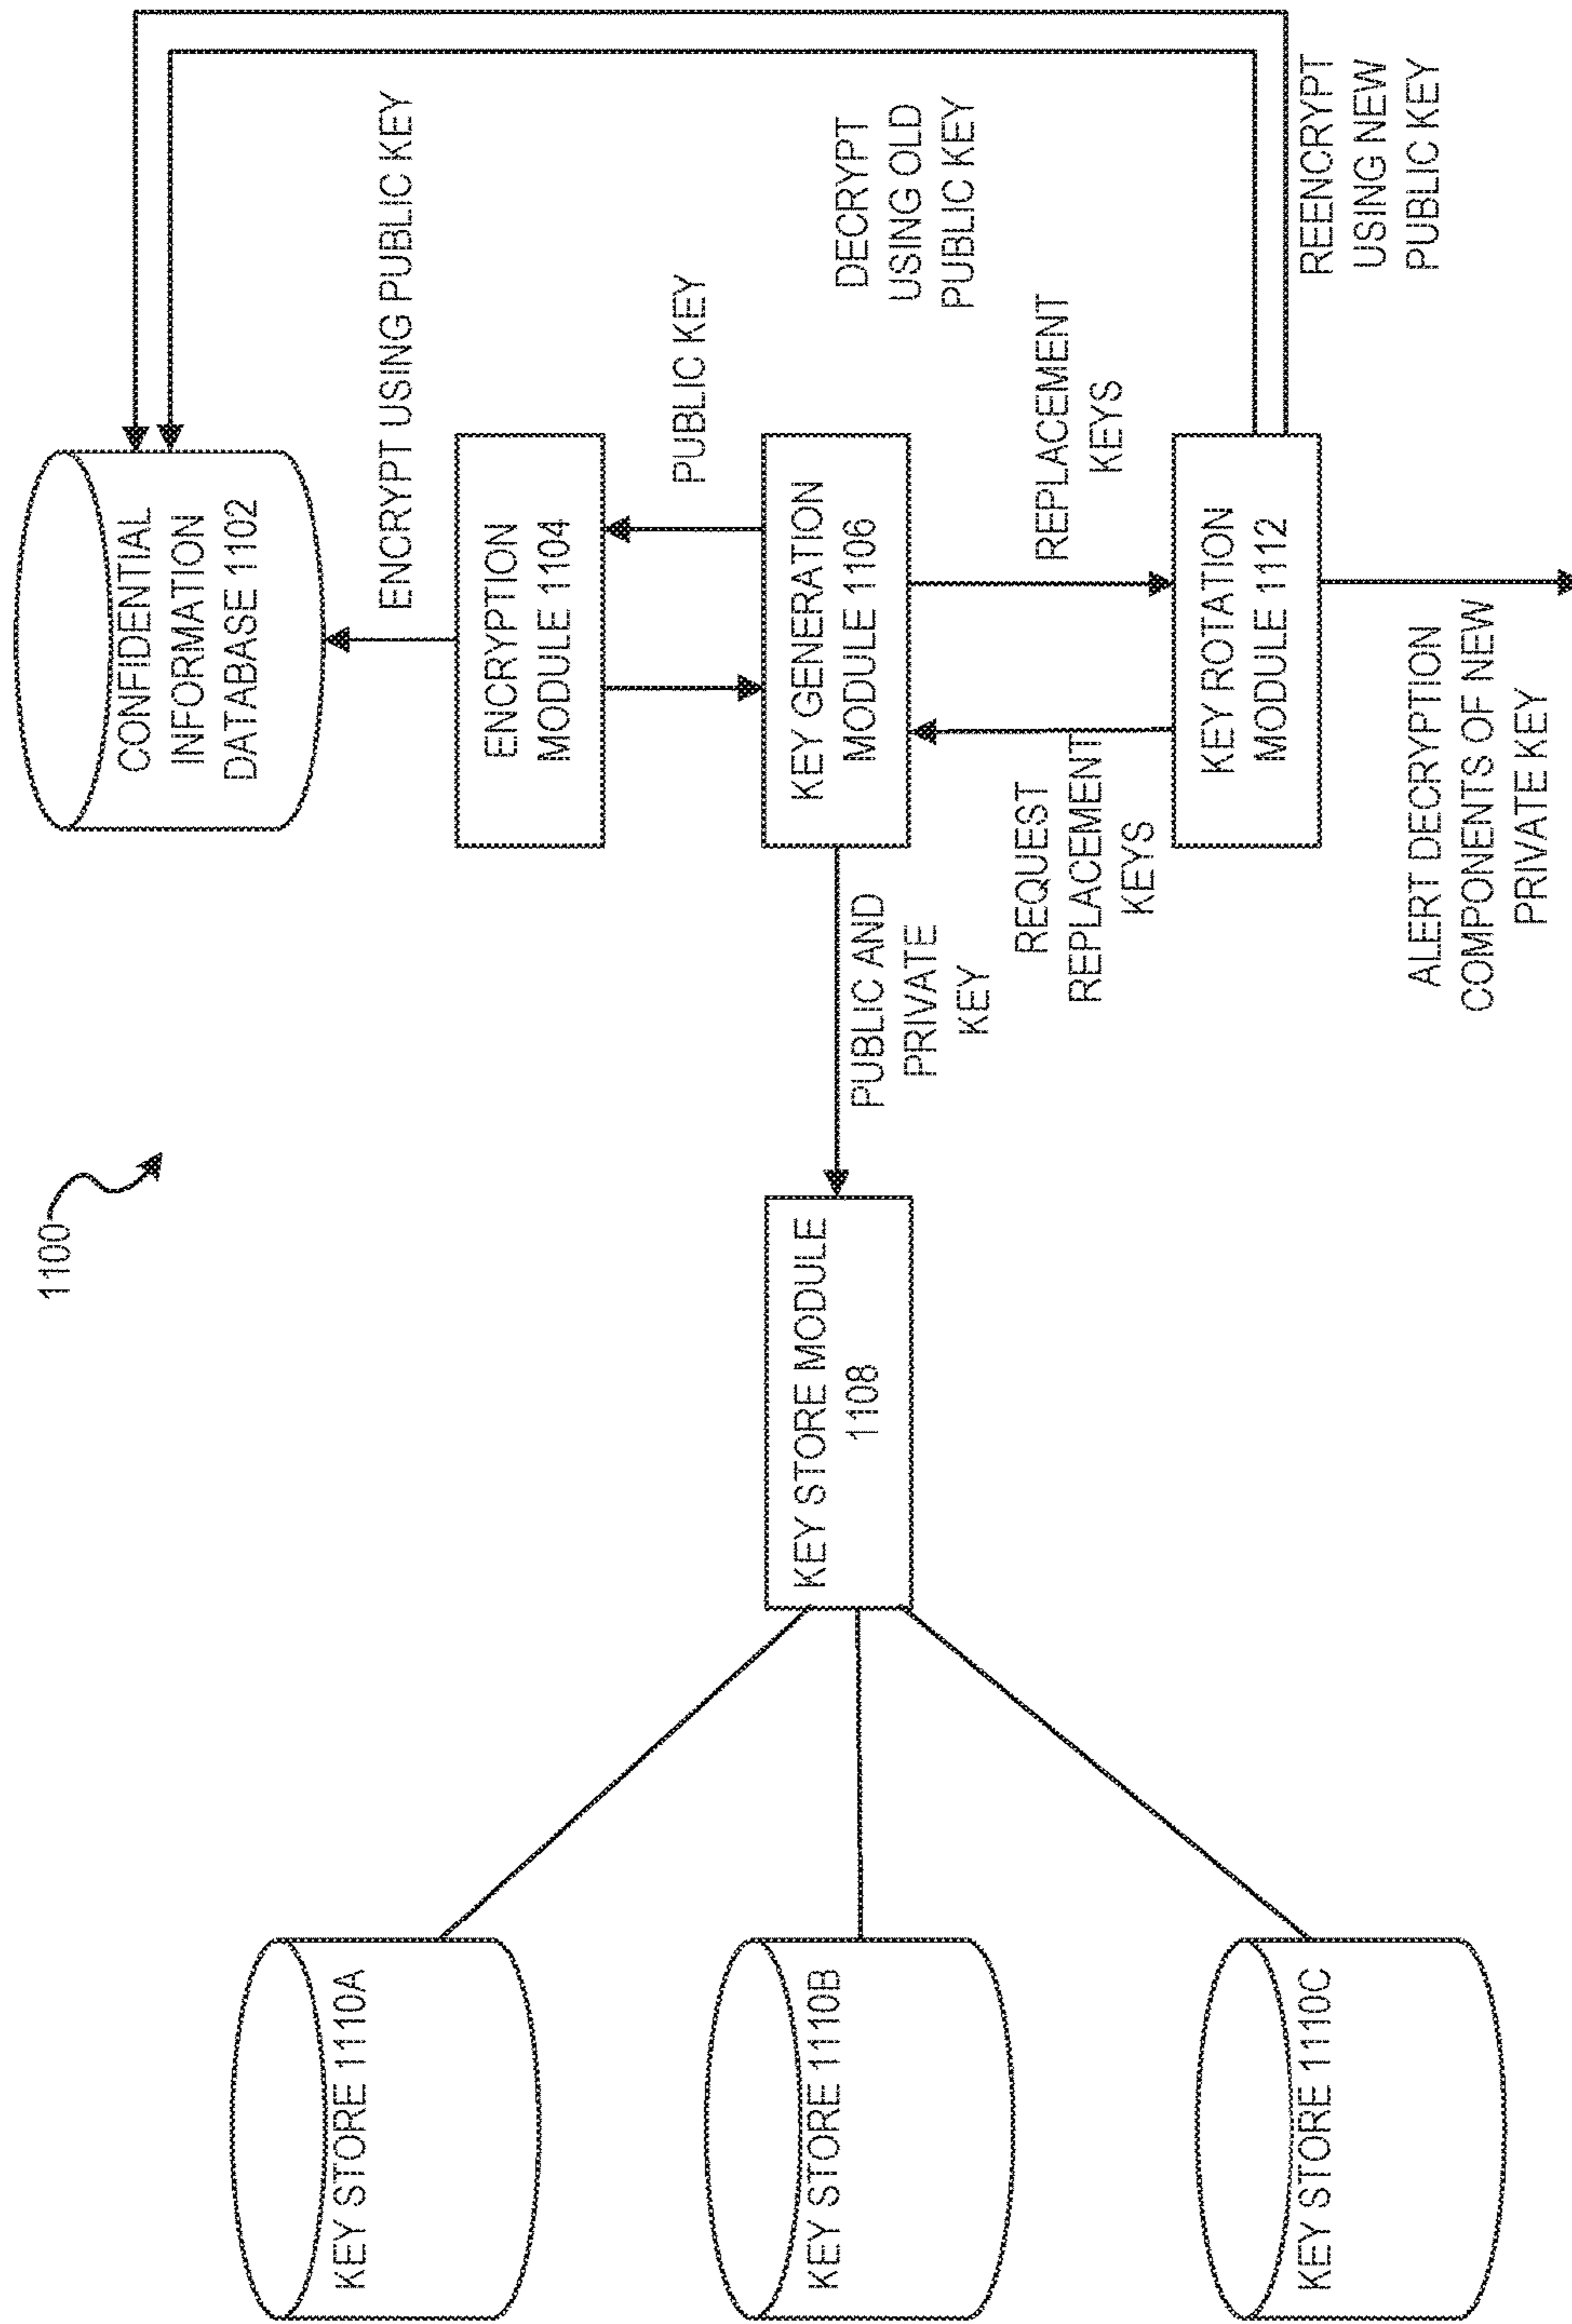 1100
CONFIDENTIAL
INFORMATION
DATABASE 1102
ENCRYPT USING PUBLIC KEY
ENCRYPTION
MODULE 1104
PUBLIC KEY
KEY GENERATION
MODULE 1106
DECRYPT
USING OLD
PUBLIC KEY
PUBLIC AND
PRIVATE
KEY
REQUEST
REPLACEMENT
KEYS
REPLACEMENT
KEYS
KEY ROTATION
MODULE 1112
REENCRYPT
USING NEW
PUBLIC KEY
ALERT DECRYPTION
COMPONENTS OF NEW
PRIVATE KEY
KEY STORE MODULE
1108
KEY STORE 1110A
KEY STORE 1110B
KEY STORE 1110C